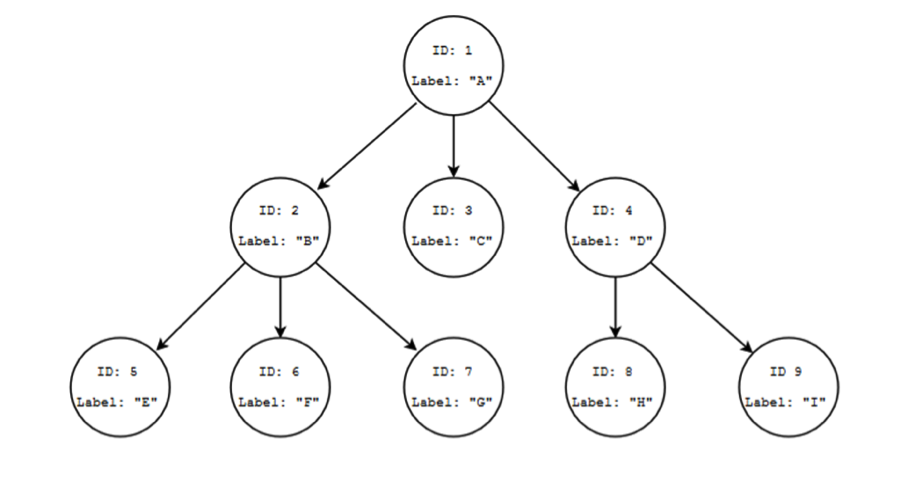 ID: 1
Label: "A"
ID: 2
Label: "B"
ID: 3
Label: "C"
ID: 4
Label: "D"
ID: 5
Label: "E"
ID: 6
Label: "F"
ID: 7
Label: "G"
ID: 8
Label: "H"
ID 9
Label: "I"